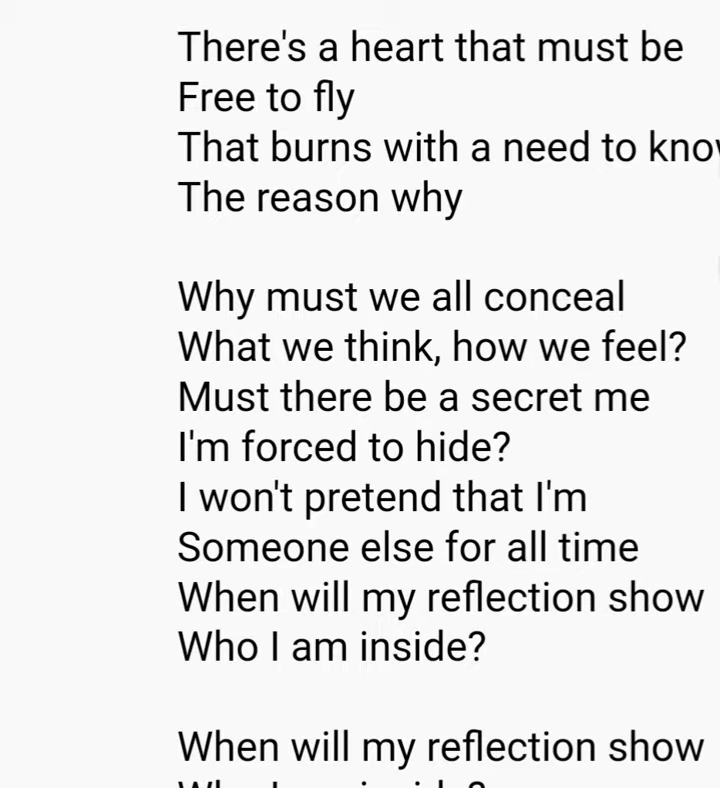 There's a heart that must be
Free to fly
That burns with a need to know
The reason why
Why must we all conceal
What we think, how we feel?
Must there be a secret me
I'm forced to hide?
I won't pretend that I'm
Someone else for all time
When will my reflection show
Who I am inside?
When will my reflection show